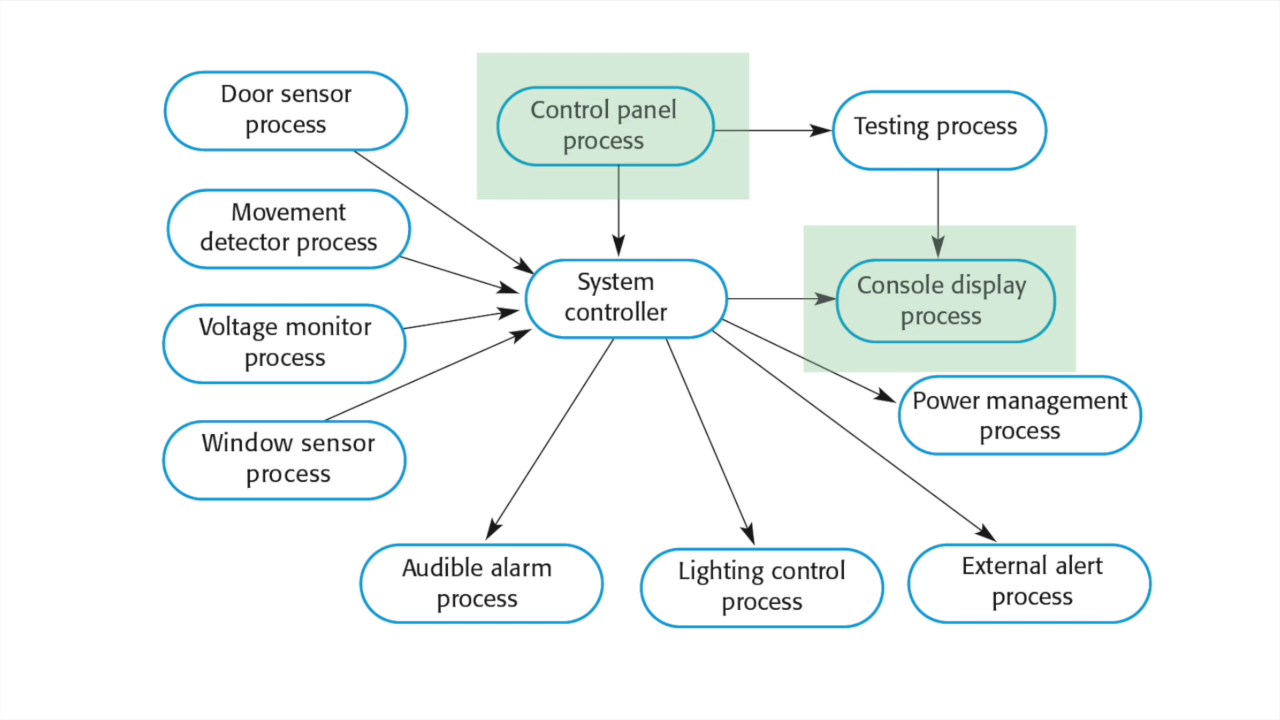 Door sensor
process
Control panel
process
Testing process
Movement
detector process
System
controller
Console display
process
Voltage monitor
process
Power management
process
Window sensor
process
Audible alarm
process
Lighting control
process
External alert
process